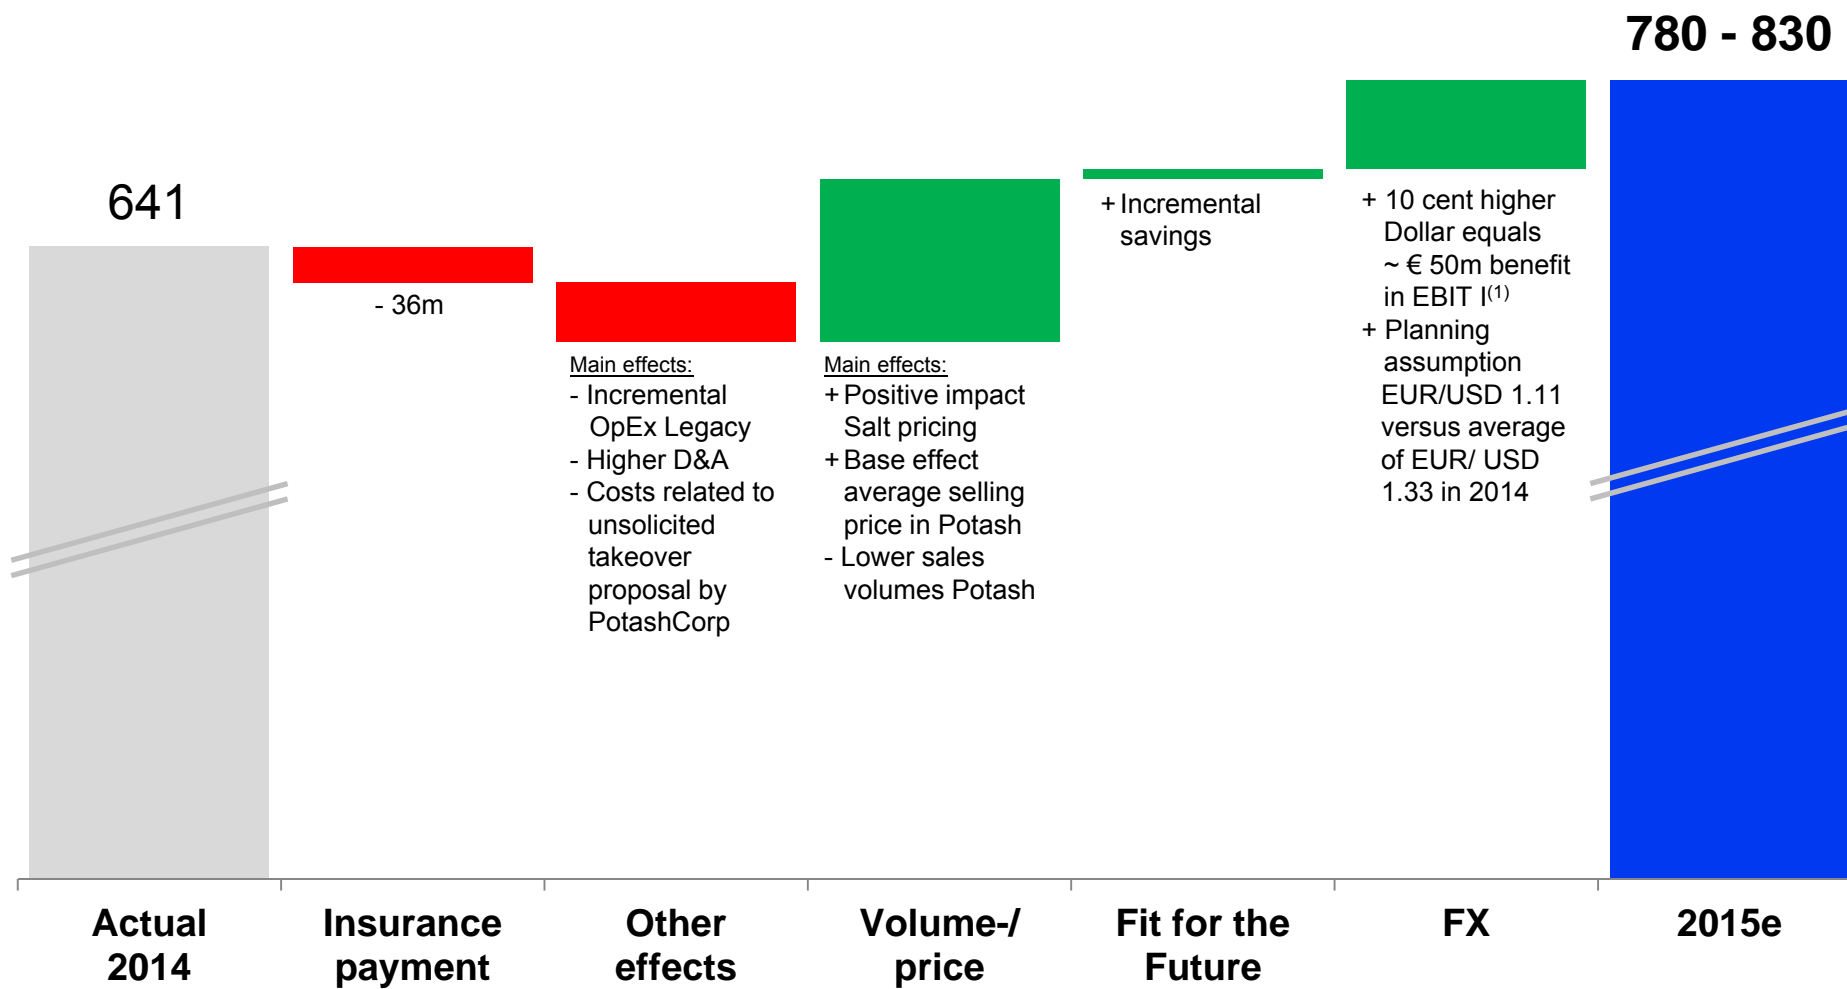 780 - 830
641
- 36m
Main effects:
- Incremental
OpEx Legacy
- Higher D&A
- Costs related to
unsolicited
takeover
proposal by
PotashCorp
Main effects:
+ Positive impact
Salt pricing
+ Base effect
average selling
price in Potash
- Lower sales
volumes Potash
+ Incremental
savings
+ 10 cent higher
Dollar equals
~ € 50m benefit
in EBIT I(1)
+ Planning
assumption
EUR/USD 1.11
versus average
of EUR/ USD
1.33 in 2014
Actual
2014
Insurance
payment
Other
effects
Volume-/
price
Fit for the
Future
FX
2015e